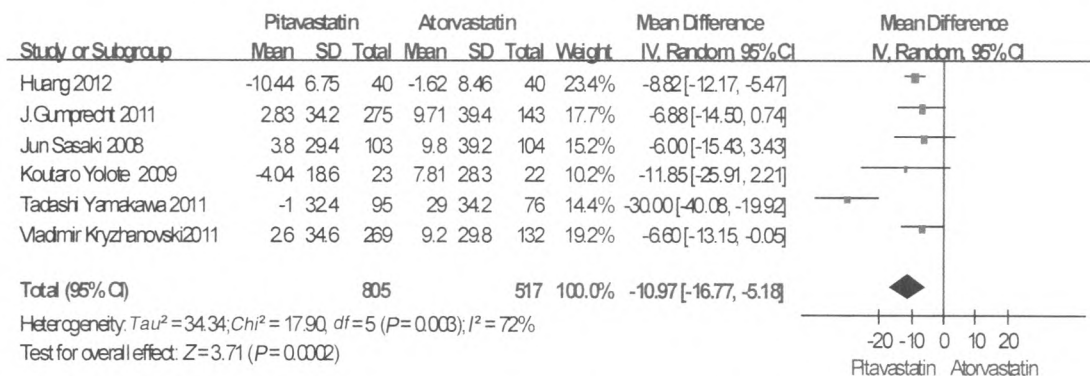 Pitavastatin Atorvastatin Mean Difference Mean Difference
Study or Subgroup Mean SD Total Mean SD Total Weight IV, Random, 95% CI IV, Random, 95% CI
Huang 2012 -10.44 6.75 40 -1.62 8.46 40 23.4% -8.82 [-12.17, -5.47]
J.Gumprecht 2011 2.83 34.2 275 9.71 39.4 143 17.7% -6.88 [-14.50, 0.74]
Jun Sasaki 2008 3.8 29.4 103 9.8 39.2 104 15.2% -6.00 [-15.43, 3.43]
Koutaro Yolote 2009 -4.04 18.6 23 7.81 28.3 22 10.2% -11.85 [-25.91, 2.21]
Tadashi Yamakawa 2011 -1 32.4 95 29 34.2 76 14.4% -30.00 [-40.08, -19.92]
Vladimir Kryzhanovski2011 2.6 34.6 269 9.2 29.8 132 19.2% -6.60 [-13.15, -0.05]
Total (95% CI) 805 517 100.0% -10.97 [-16.77, -5.18]
Heterogeneity: Tau² = 34.34; Chi² = 17.90, df = 5 (P = 0.003); I² = 72%
Test for overall effect: Z = 3.71 (P = 0.0002)
-20 -10 0 10 20
Pitavastatin Atorvastatin